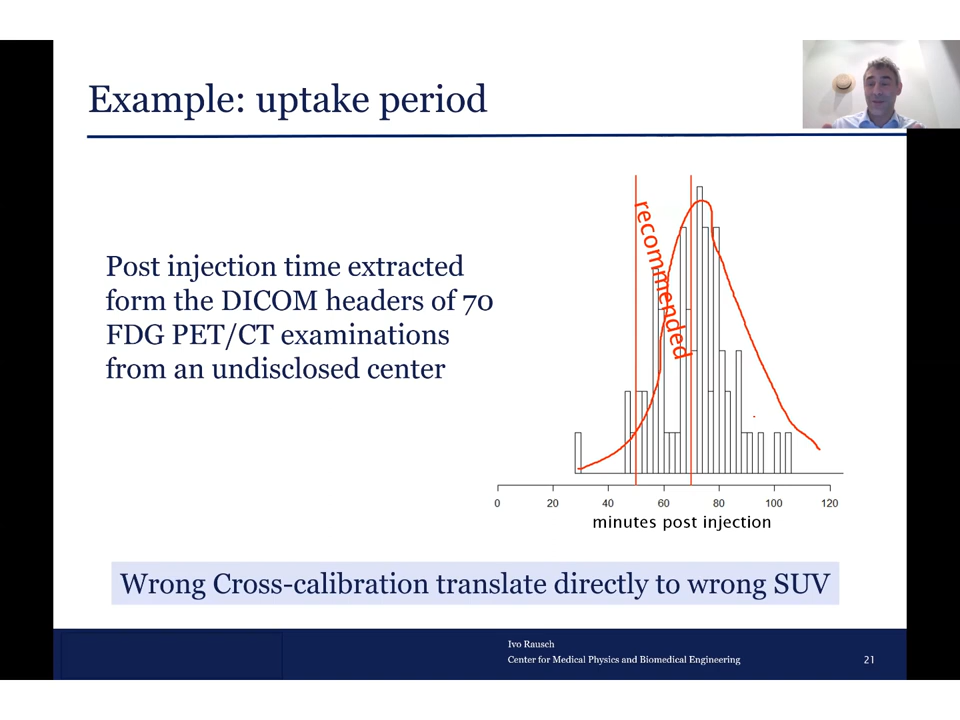 Example: uptake period
Post injection time extracted
form the DICOM headers of 70
FDG PET/CT examinations
from an undisclosed center
recommended
0 20 40 60 80 100 120
minutes post injection
Wrong Cross-calibration translate directly to wrong SUV
Ivo Rausch
Center for Medical Physics and Biomedical Engineering
21